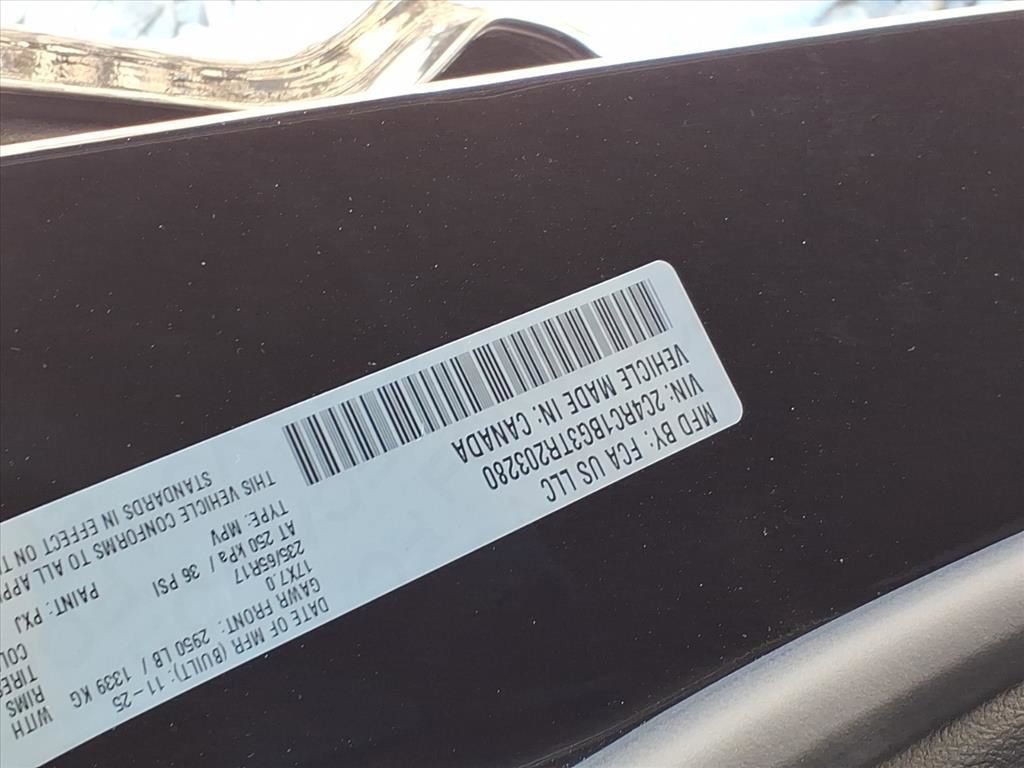 MFD BY: FCA US LLC
VIN: 2C4RC1BG3TR203280
VEHICLE MADE IN: CANADA
DATE OF MFR (BUILT): 11-25
GAWR FRONT: 2950 LB / 1339 KG
17X7.0
235/65R17
AT 250 kPa / 36 PSI
TYPE: MPV
PAINT: PXJ
THIS VEHICLE CONFORMS TO ALL
STANDARDS IN EFFECT ON
WITH
RIMS